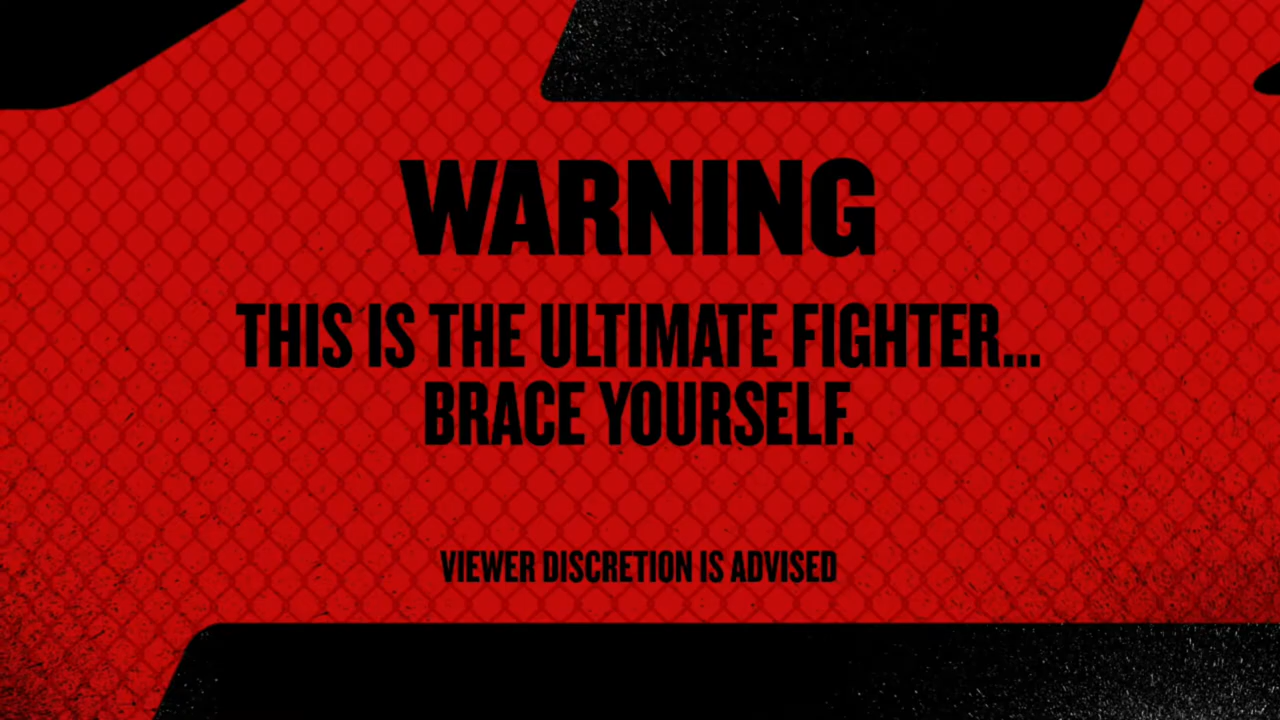 WARNING
THIS IS THE ULTIMATE FIGHTER...
BRACE YOURSELF.
VIEWER DISCRETION IS ADVISED